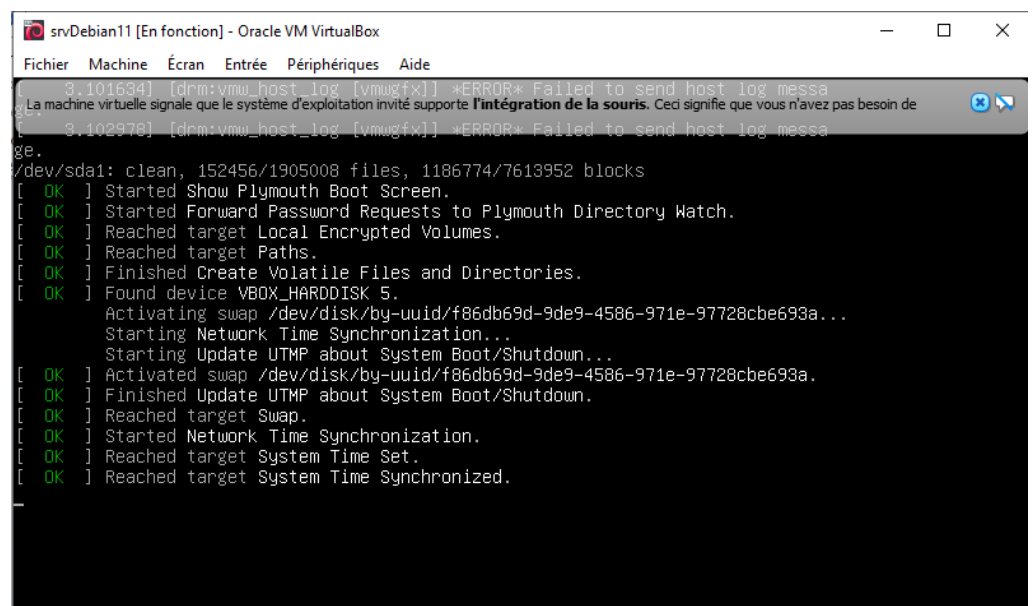 srvDebian11 [En fonction] - Oracle VM VirtualBox
Fichier Machine Écran Entrée Périphériques Aide
[    3.101634] [drm:vmw_host_log [vmwgfx]] *ERROR* Failed to send host log messa
La machine virtuelle signale que le système d'exploitation invité supporte l'intégration de la souris. Ceci signifie que vous n'avez pas besoin de
ge.
[    3.102978] [drm:vmw_host_log [vmwgfx]] *ERROR* Failed to send host log messa
ge.
/dev/sda1: clean, 152456/1905008 files, 1186774/7613952 blocks
[  OK  ] Started Show Plymouth Boot Screen.
[  OK  ] Started Forward Password Requests to Plymouth Directory Watch.
[  OK  ] Reached target Local Encrypted Volumes.
[  OK  ] Reached target Paths.
[  OK  ] Finished Create Volatile Files and Directories.
[  OK  ] Found device VBOX_HARDDISK 5.
         Activating swap /dev/disk/by-uuid/f86db69d-9de9-4586-971e-97728cbe693a...
         Starting Network Time Synchronization...
         Starting Update UTMP about System Boot/Shutdown...
[  OK  ] Activated swap /dev/disk/by-uuid/f86db69d-9de9-4586-971e-97728cbe693a.
[  OK  ] Finished Update UTMP about System Boot/Shutdown.
[  OK  ] Reached target Swap.
[  OK  ] Started Network Time Synchronization.
[  OK  ] Reached target System Time Set.
[  OK  ] Reached target System Time Synchronized.